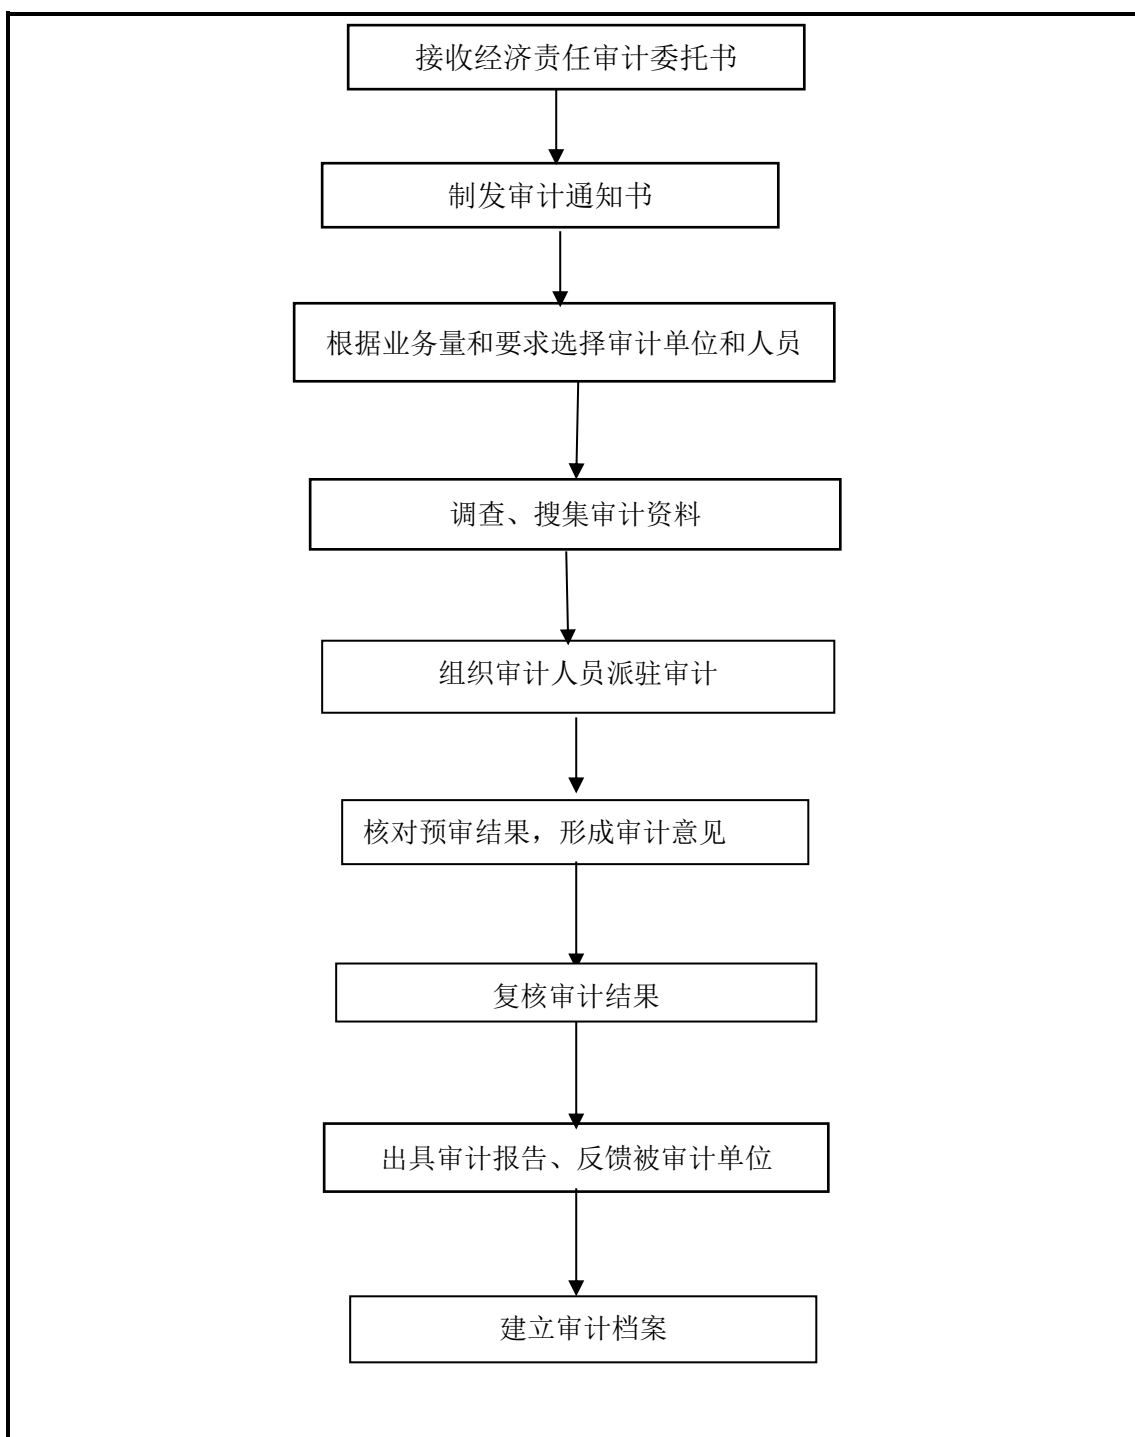 接收经济责任审计委托书
制发审计通知书
根据业务量和要求选择审计单位和人员
调查、搜集审计资料
组织审计人员派驻审计
核对预审结果，形成审计意见
复核审计结果
出具审计报告、反馈被审计单位
建立审计档案